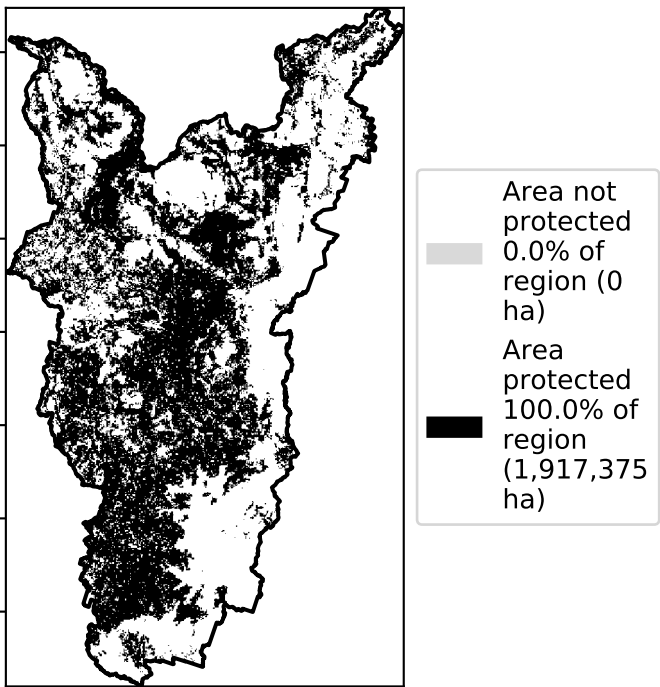 Area not
protected
0.0% of
region (0
ha)
Area
protected
100.0% of
region
(1,917,375
ha)